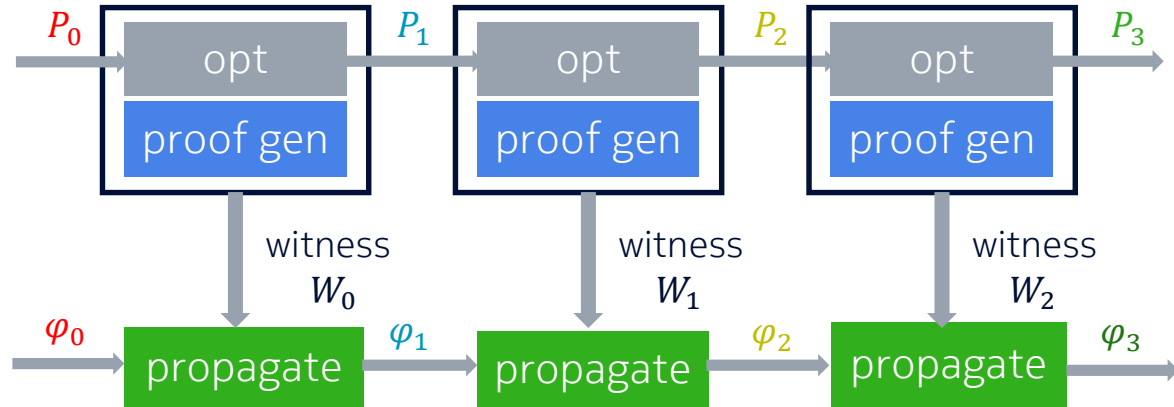 P₀ P₁ P₂ P₃
opt opt opt
proof gen proof gen proof gen
witness witness witness
W₀ W₁ W₂
φ₀ φ₁ φ₂ φ₃
propagate propagate propagate